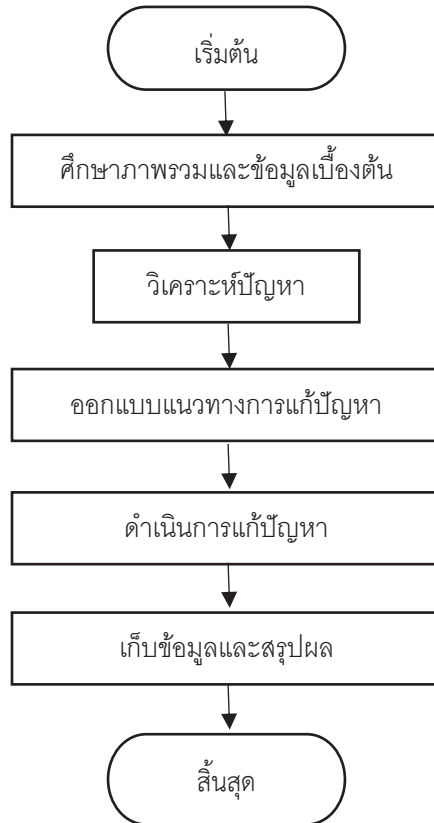 เริ่มต้น
ศึกษาภาพรวมและข้อมูลเบื้องต้น
วิเคราะห์ปัญหา
ออกแบบแนวทางการแก้ปัญหา
ดำเนินการแก้ปัญหา
เก็บข้อมูลและสรุปผล
สิ้นสุด